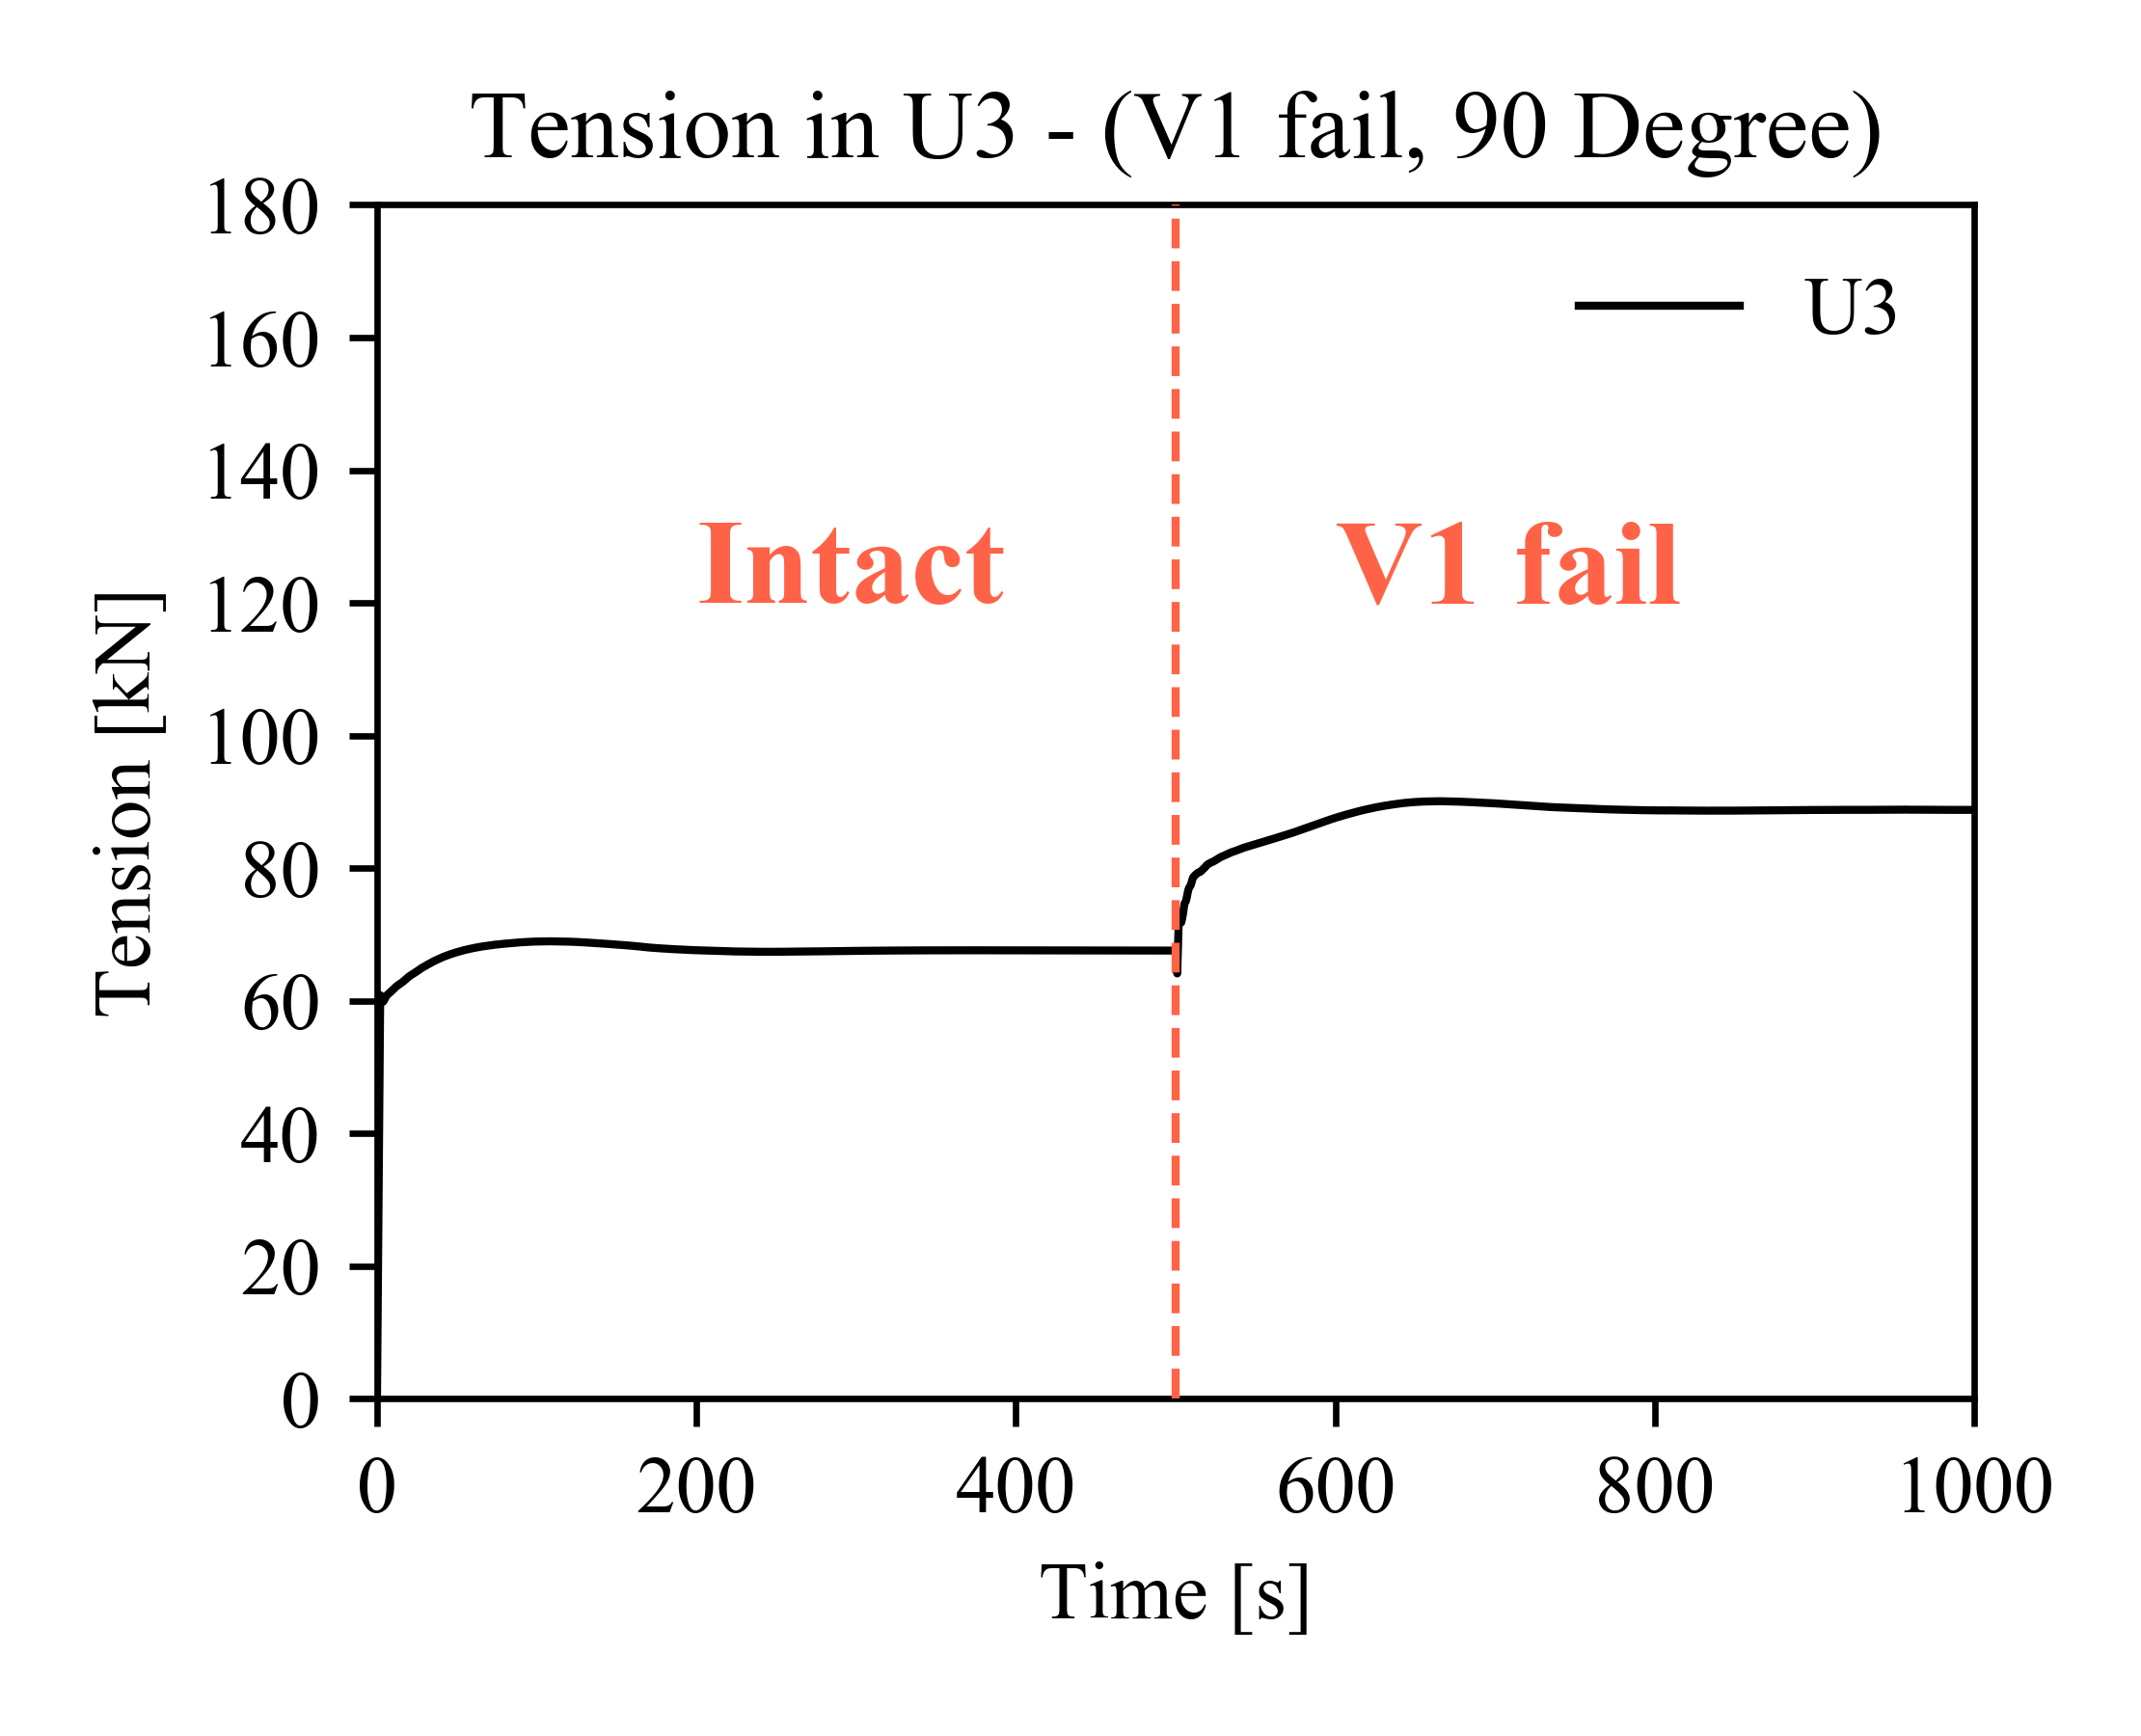 Tension in U3 - (V1 fail, 90 Degree)
180
160
140
120
100
80
60
40
20
0
Tension [kN]
U3
Intact
V1 fail
0 200 400 600 800 1000
Time [s]